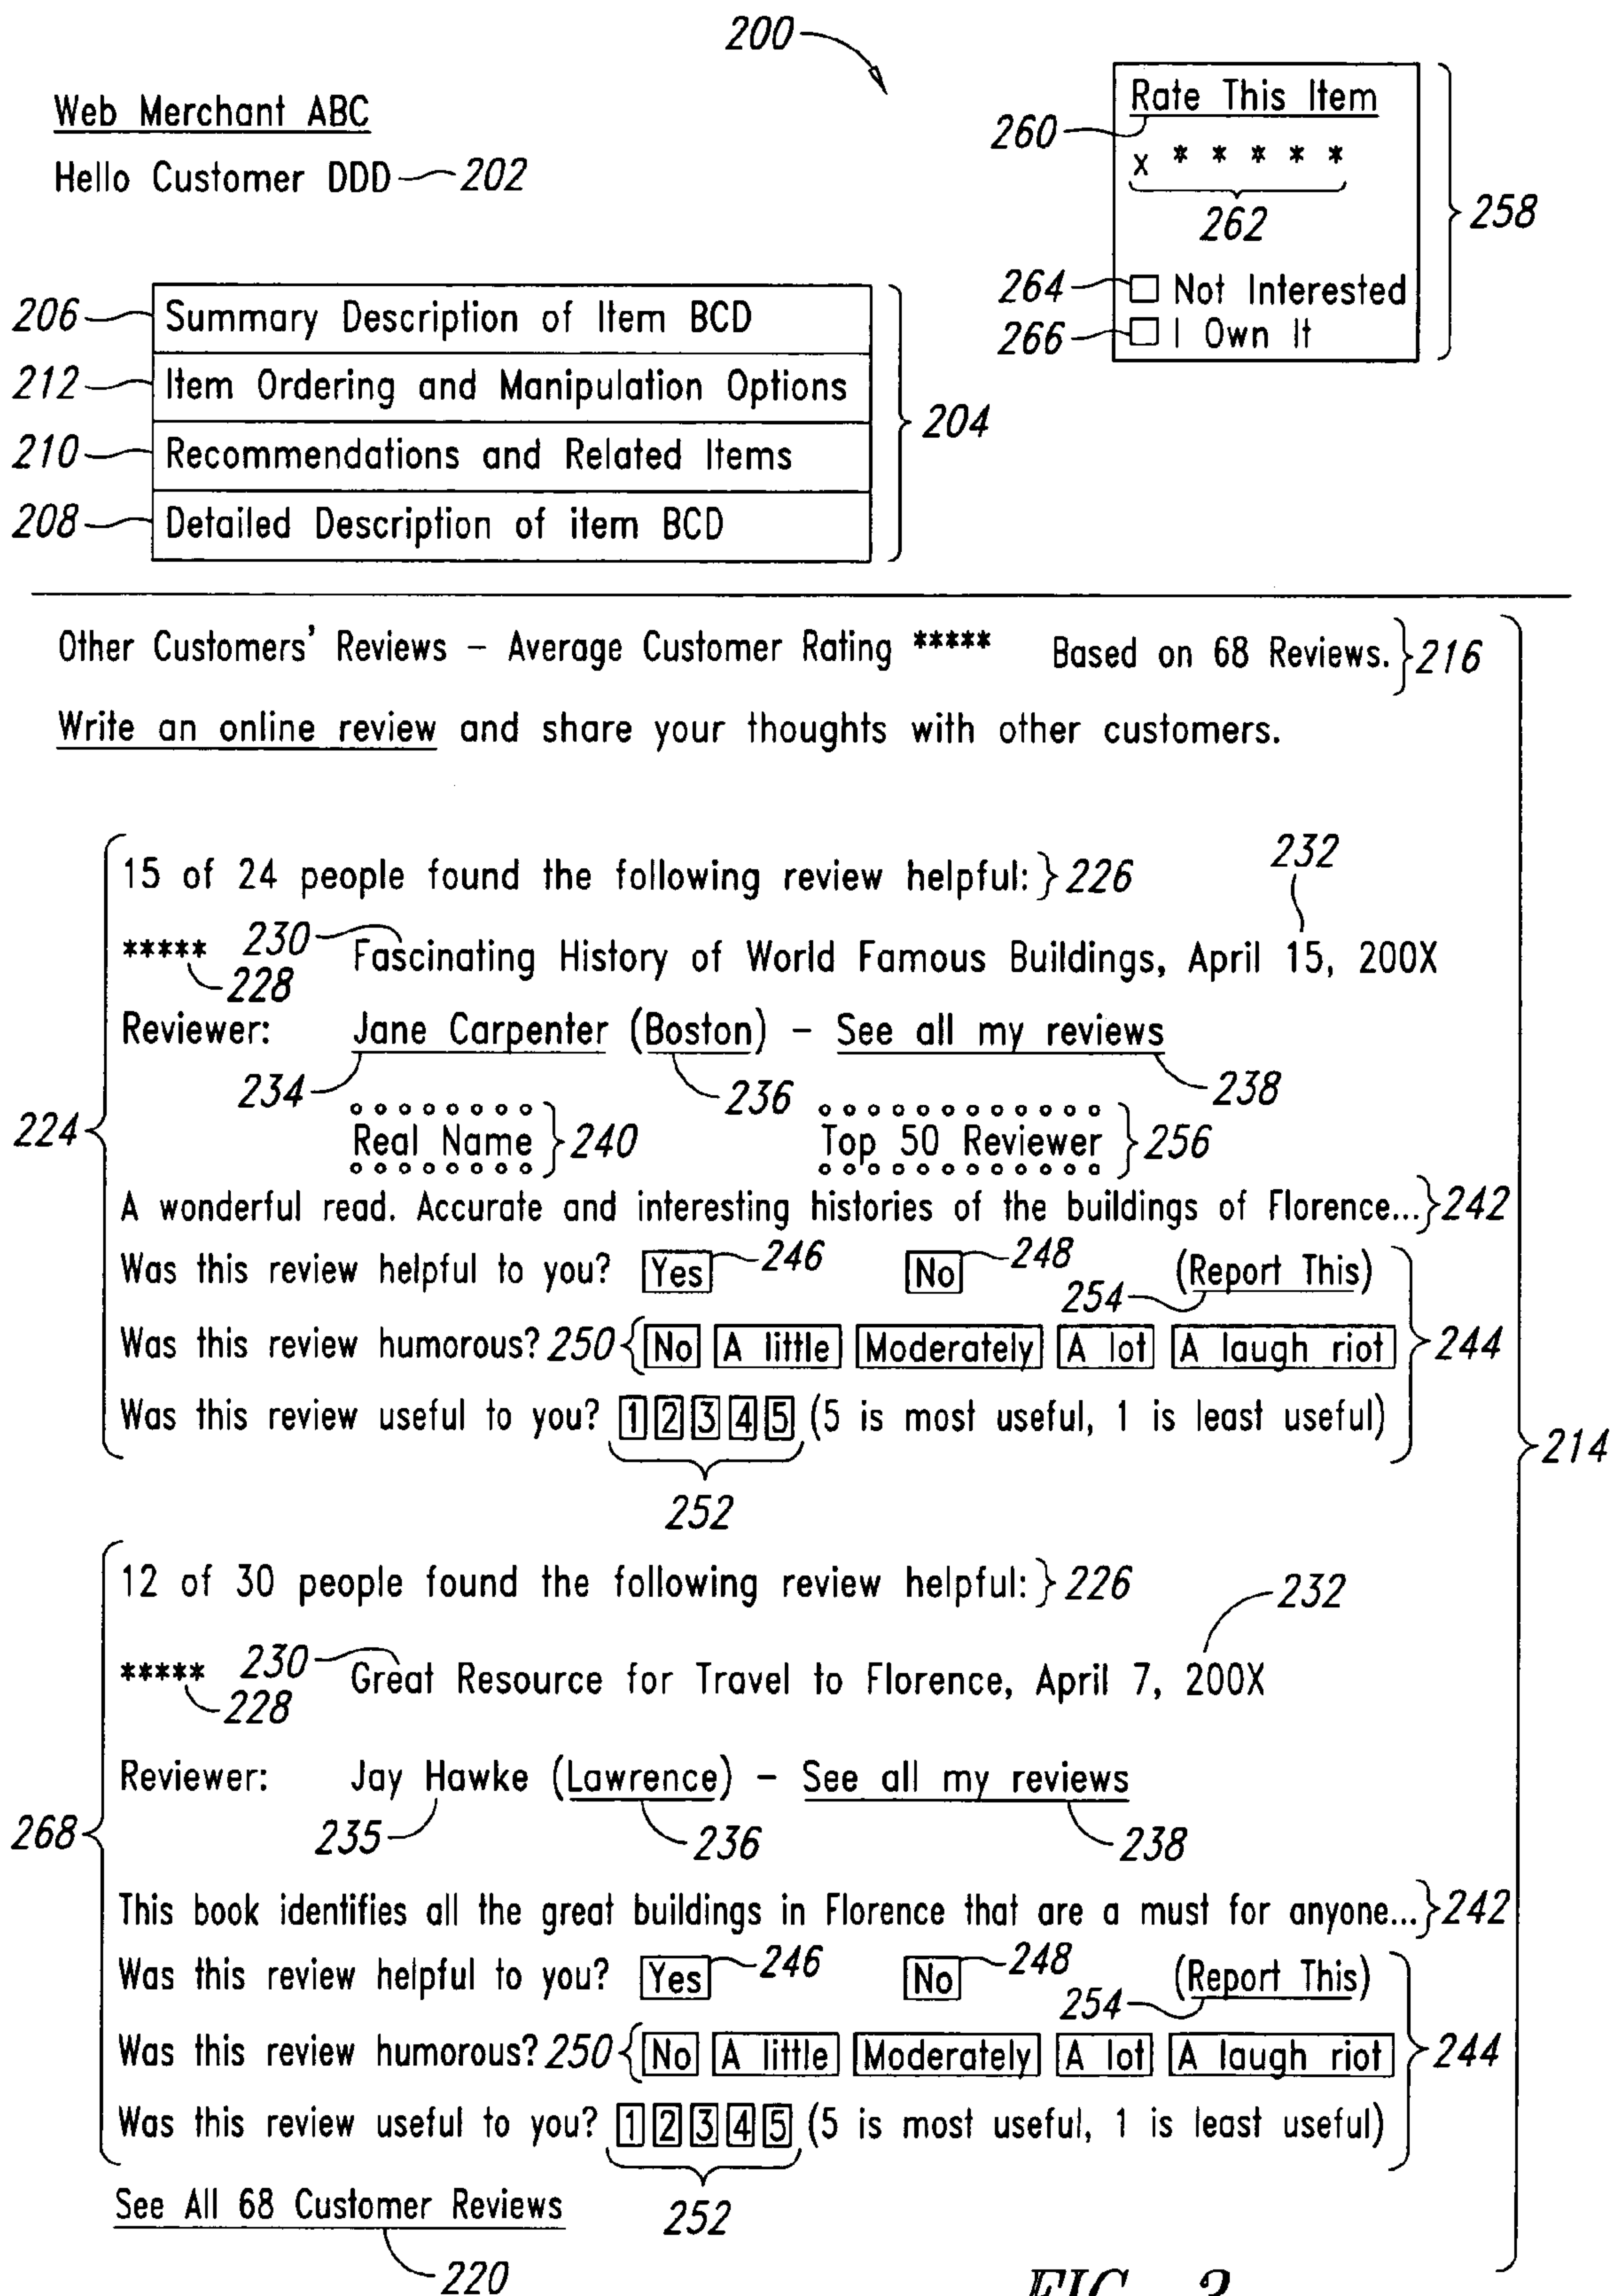 200
Web Merchant ABC
Hello Customer DDD 202
Rate This Item
260
x * * * * *
262
258
264 Not Interested
266 I Own It
206 Summary Description of Item BCD
212 Item Ordering and Manipulation Options
210 Recommendations and Related Items
208 Detailed Description of item BCD
204
Other Customers' Reviews – Average Customer Rating ***** Based on 68 Reviews. 216
Write an online review and share your thoughts with other customers.
15 of 24 people found the following review helpful: 226
232
***** 230 Fascinating History of World Famous Buildings, April 15, 200X
228
Reviewer: Jane Carpenter (Boston) – See all my reviews
234 236 238
224 Real Name 240 Top 50 Reviewer 256
A wonderful read. Accurate and interesting histories of the buildings of Florence... 242
Was this review helpful to you? Yes 246 No 248 (Report This)
254
Was this review humorous? 250 No A little Moderately A lot A laugh riot 244
Was this review useful to you? 1 2 3 4 5 (5 is most useful, 1 is least useful)
214
252
12 of 30 people found the following review helpful: 226
232
***** 230 Great Resource for Travel to Florence, April 7, 200X
228
Reviewer: Jay Hawke (Lawrence) – See all my reviews
268 235 236 238
This book identifies all the great buildings in Florence that are a must for anyone... 242
Was this review helpful to you? Yes 246 No 248 (Report This)
254
Was this review humorous? 250 No A little Moderately A lot A laugh riot 244
Was this review useful to you? 1 2 3 4 5 (5 is most useful, 1 is least useful)
See All 68 Customer Reviews
252
220
FIG.